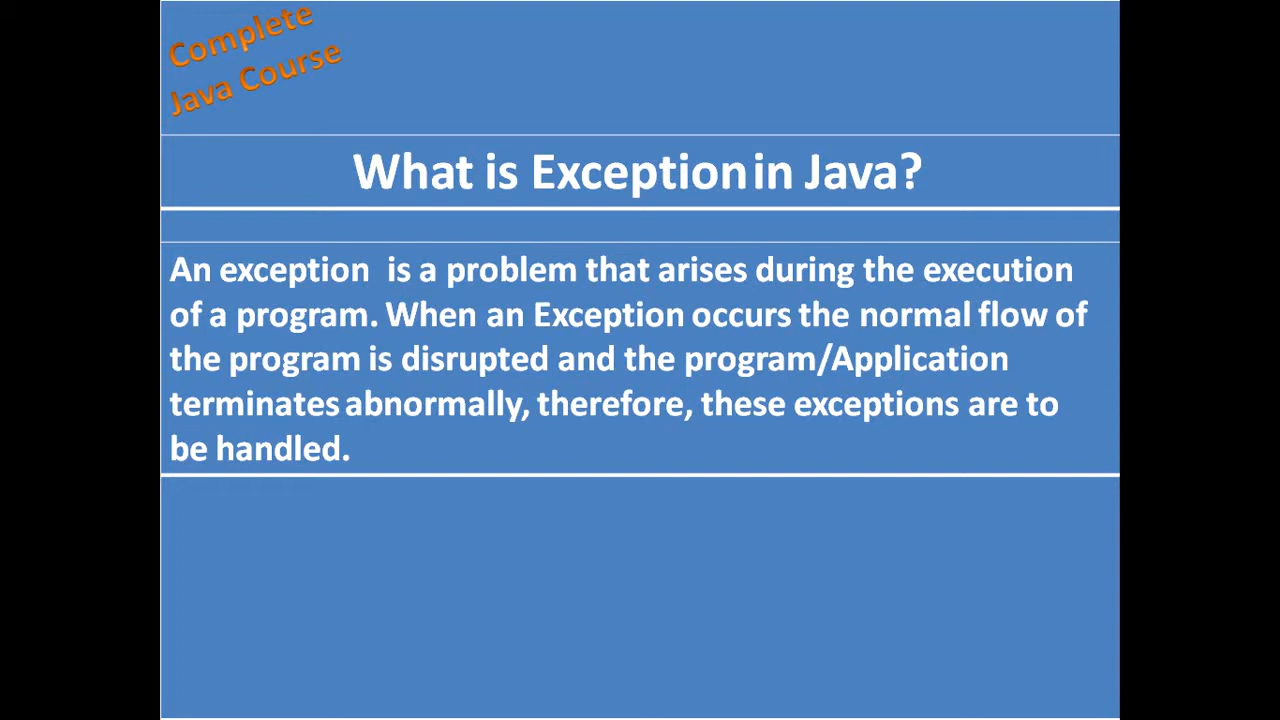 Complete
Java Course
What is Exception in Java?
An exception is a problem that arises during the execution
of a program. When an Exception occurs the normal flow of
the program is disrupted and the program/Application
terminates abnormally, therefore, these exceptions are to
be handled.